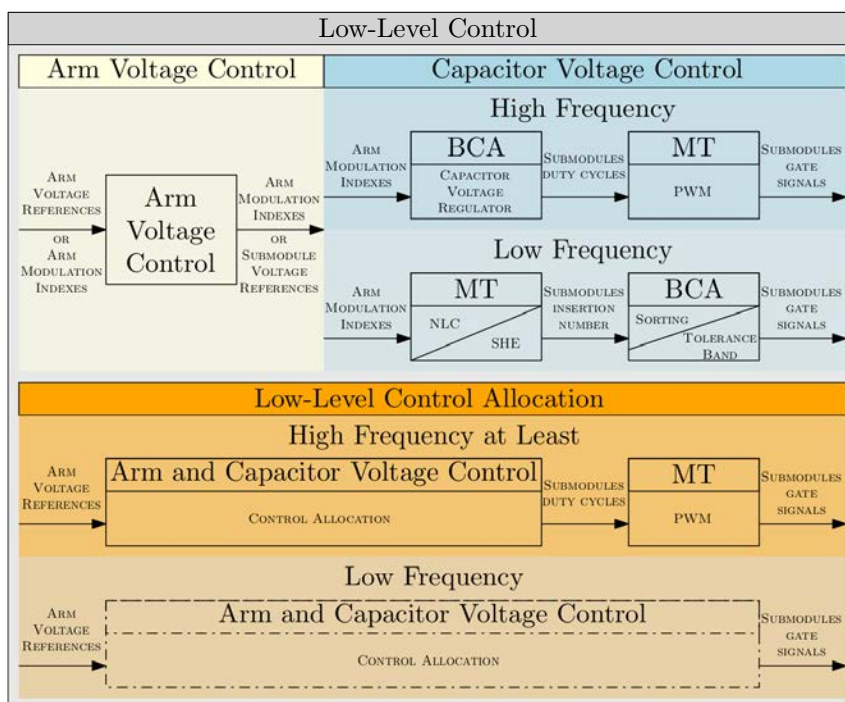 Low-Level Control
Arm Voltage Control
Capacitor Voltage Control
High Frequency
Arm
Voltage
References
or
Arm
Modulation
Indexes
Arm
Voltage
Control
Arm
Modulation
Indexes
or
Submodule
Voltage
References
Arm
Modulation
Indexes
BCA
Capacitor
Voltage
Regulator
Submodules
duty cycles
MT
PWM
Submodules
gate
signals
Low Frequency
Arm
Modulation
Indexes
MT
NLC
SHE
Submodules
insertion
number
BCA
Sorting
Tolerance
Band
Submodules
gate
signals
Low-Level Control Allocation
High Frequency at Least
Arm
Voltage
References
Arm and Capacitor Voltage Control
Control Allocation
Submodules
duty cycles
MT
PWM
Submodules
gate
signals
Low Frequency
Arm
Voltage
References
Arm and Capacitor Voltage Control
Control Allocation
Submodules
gate
signals